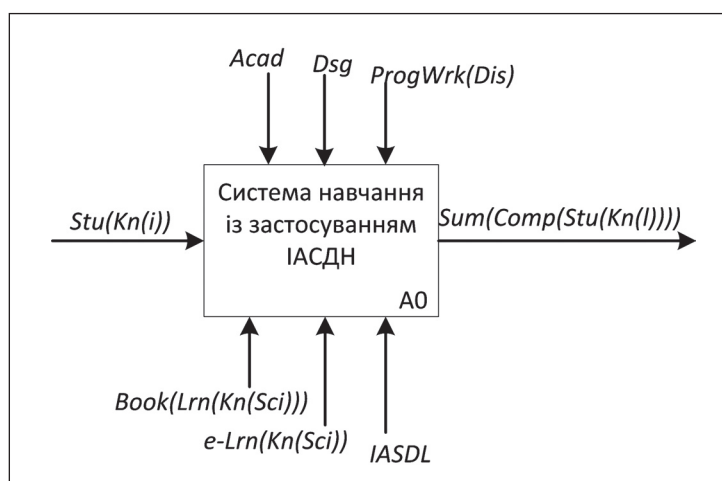 Acad
Dsg
ProgWrk(Dis)
Stu(Kn(i))
Система навчання
із застосуванням
ІАСДН
A0
Sum(Comp(Stu(Kn(l))))
Book(Lrn(Kn(Sci)))
e-Lrn(Kn(Sci))
IASDL